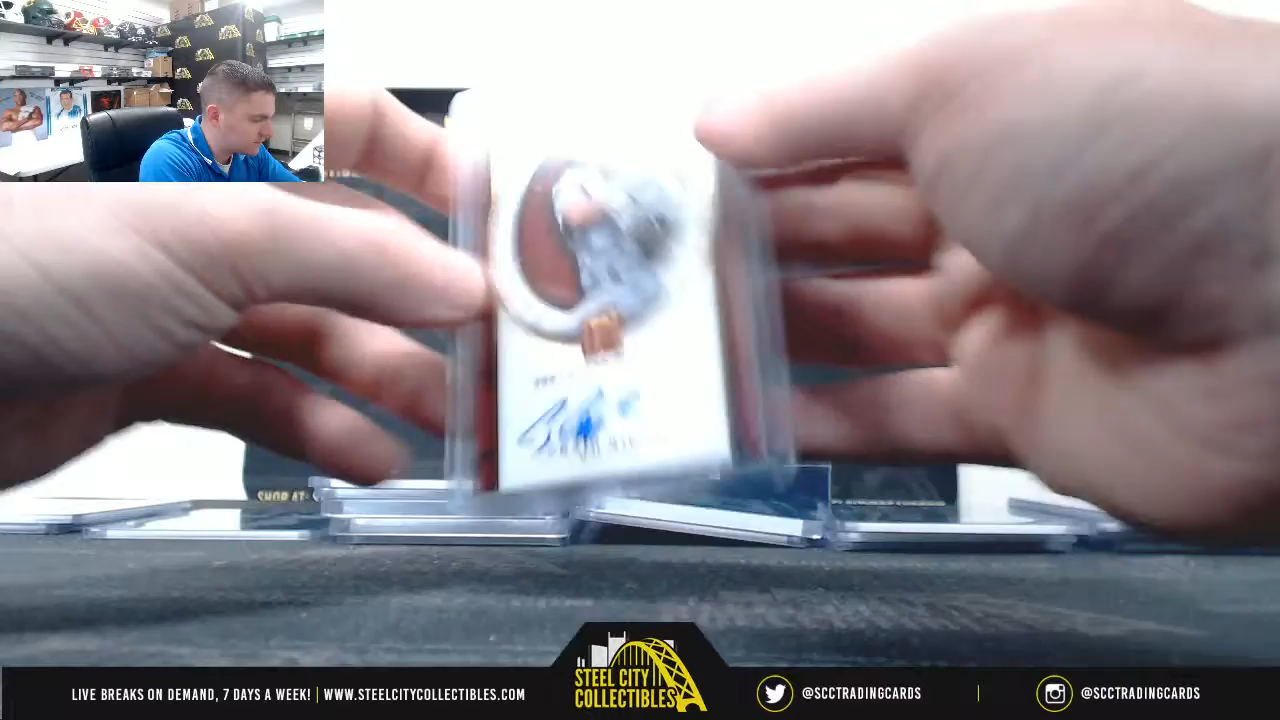 SHOP AT:
LIVE BREAKS ON DEMAND, 7 DAYS A WEEK! | WWW.STEELCITYCOLLECTIBLES.COM
STEEL CITY
COLLECTIBLES
@SCCTRADINGCARDS
@SCCTRADINGCARDS